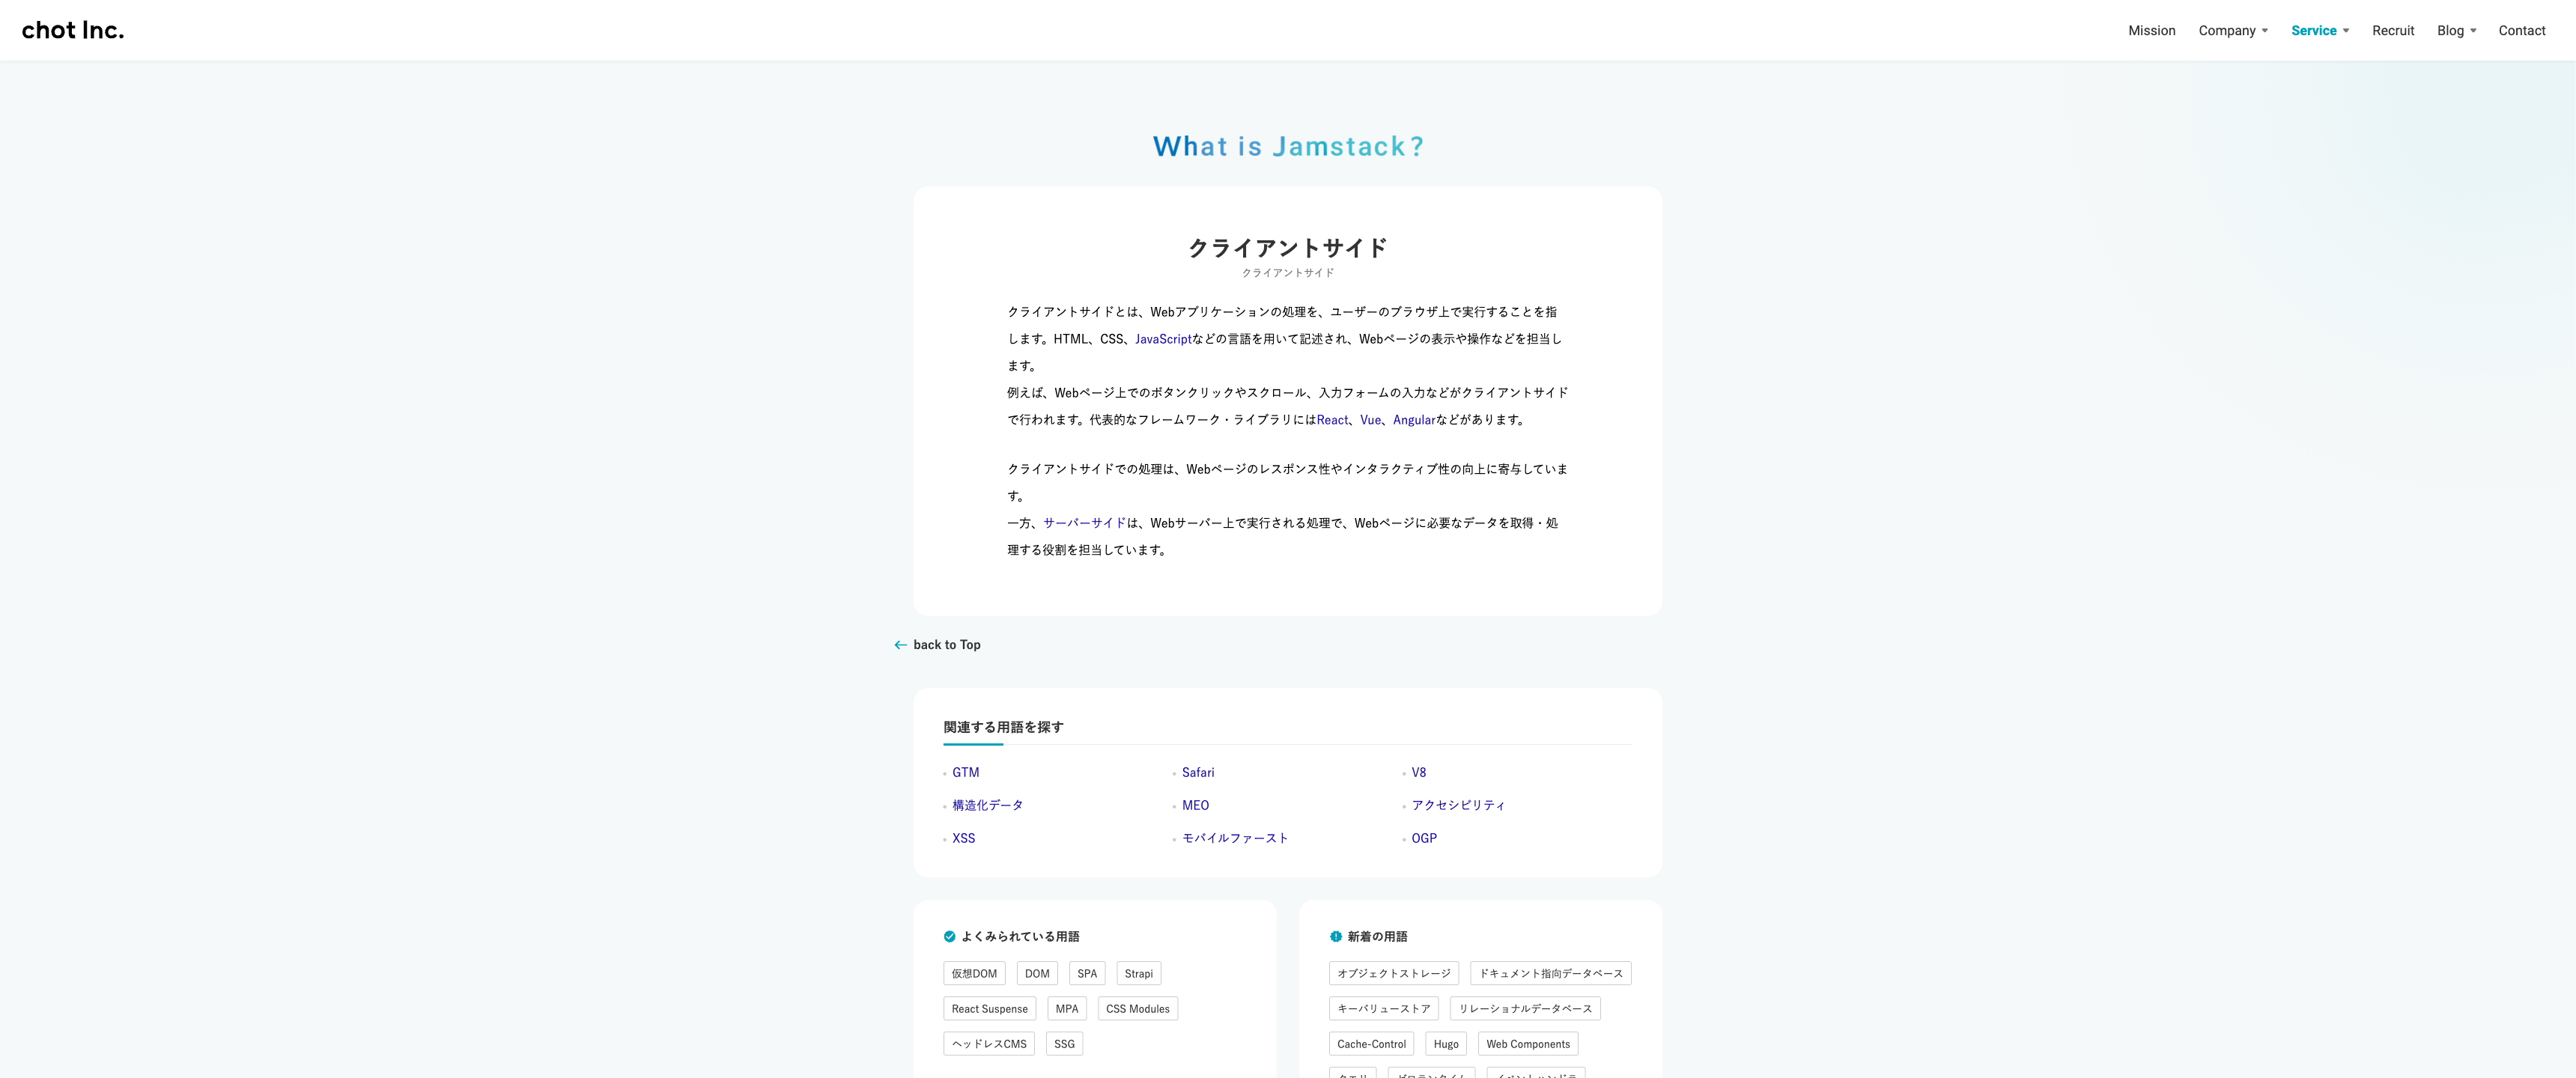 chot Inc.
Mission Company Service Recruit Blog Contact
What is Jamstack?
クライアントサイド
クライアントサイド
クライアントサイドとは、Webアプリケーションの処理を、ユーザーのブラウザ上で実行することを指
します。HTML、CSS、JavaScriptなどの言語を用いて記述され、Webページの表示や操作などを担当し
ます。
例えば、Webページ上でのボタンクリックやスクロール、入力フォームの入力などがクライアントサイド
で行われます。代表的なフレームワーク・ライブラリにはReact、Vue、Angularなどがあります。
クライアントサイドでの処理は、Webページのレスポンス性やインタラクティブ性の向上に寄与していま
す。
一方、サーバーサイドは、Webサーバー上で実行される処理で、Webページに必要なデータを取得・処
理する役割を担当しています。
back to Top
関連する用語を探す
GTM Safari V8
構造化データ MEO アクセシビリティ
XSS モバイルファースト OGP
よくみられている用語
仮想DOM DOM SPA Strapi
React Suspense MPA CSS Modules
ヘッドレスCMS SSG
新着の用語
オブジェクトストレージ ドキュメント指向データベース
キーバリューストア リレーショナルデータベース
Cache-Control Hugo Web Components